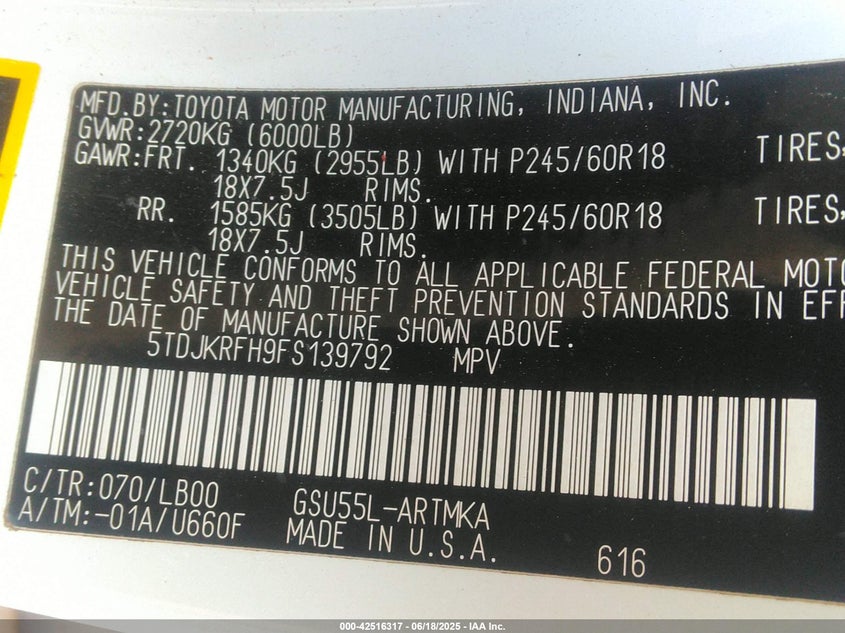 MFD.BY:TOYOTA MOTOR MANUFACTURING, INDIANA, INC.
GVWR:2720KG (6000LB)
GAWR:FRT. 1340KG (2955LB) WITH P245/60R18 TIRES,
18X7.5J RIMS.
RR. 1585KG (3505LB) WITH P245/60R18 TIRES,
18X7.5J RIMS.
THIS VEHICLE CONFORMS TO ALL APPLICABLE FEDERAL MOTO
VEHICLE SAFETY AND THEFT PREVENTION STANDARDS IN EFF
THE DATE OF MANUFACTURE SHOWN ABOVE.
5TDJKRFH9FS139792 MPV
C/TR:070/LB00 GSU55L-ARTMKA
A/TM:-01A/U660F MADE IN U.S.A. 616
000-42516317 - 06/18/2025 - IAA Inc.